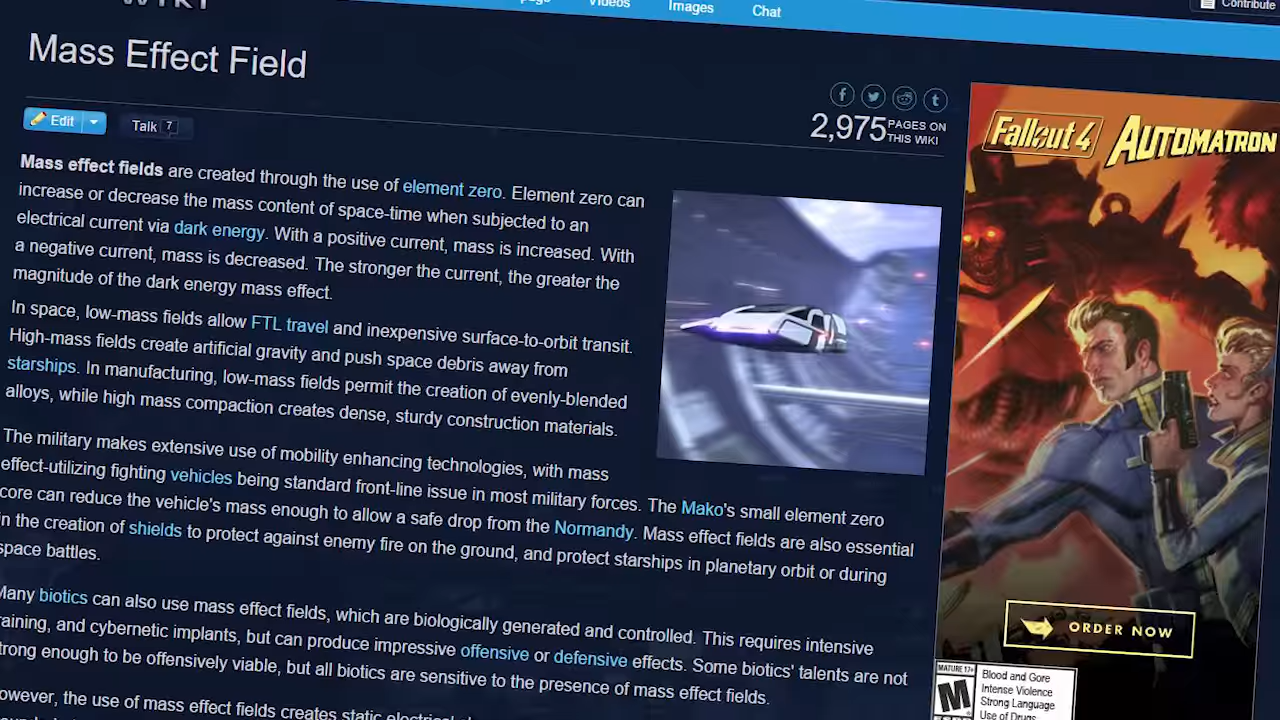 WIKI
Videos
Images
Chat
Contribute
Mass Effect Field
Edit
Talk 7
2,975 PAGES ON
THIS WIKI
Mass effect fields are created through the use of element zero. Element zero can
increase or decrease the mass content of space-time when subjected to an
electrical current via dark energy. With a positive current, mass is increased. With
a negative current, mass is decreased. The stronger the current, the greater the
magnitude of the dark energy mass effect.
In space, low-mass fields allow FTL travel and inexpensive surface-to-orbit transit.
High-mass fields create artificial gravity and push space debris away from
starships. In manufacturing, low-mass fields permit the creation of evenly-blended
alloys, while high mass compaction creates dense, sturdy construction materials.
The military makes extensive use of mobility enhancing technologies, with mass
effect-utilizing fighting vehicles being standard front-line issue in most military forces. The Mako's small element zero
core can reduce the vehicle's mass enough to allow a safe drop from the Normandy. Mass effect fields are also essential
in the creation of shields to protect against enemy fire on the ground, and protect starships in planetary orbit or during
space battles.
Many biotics can also use mass effect fields, which are biologically generated and controlled. This requires intensive
training, and cybernetic implants, but can produce impressive offensive or defensive effects. Some biotics' talents are not
strong enough to be offensively viable, but all biotics are sensitive to the presence of mass effect fields.
However, the use of mass effect fields creates static
Fallout 4 AUTOMATRON
ORDER NOW
MATURE 17+
M
Blood and Gore
Intense Violence
Strong Language
Use of Drugs